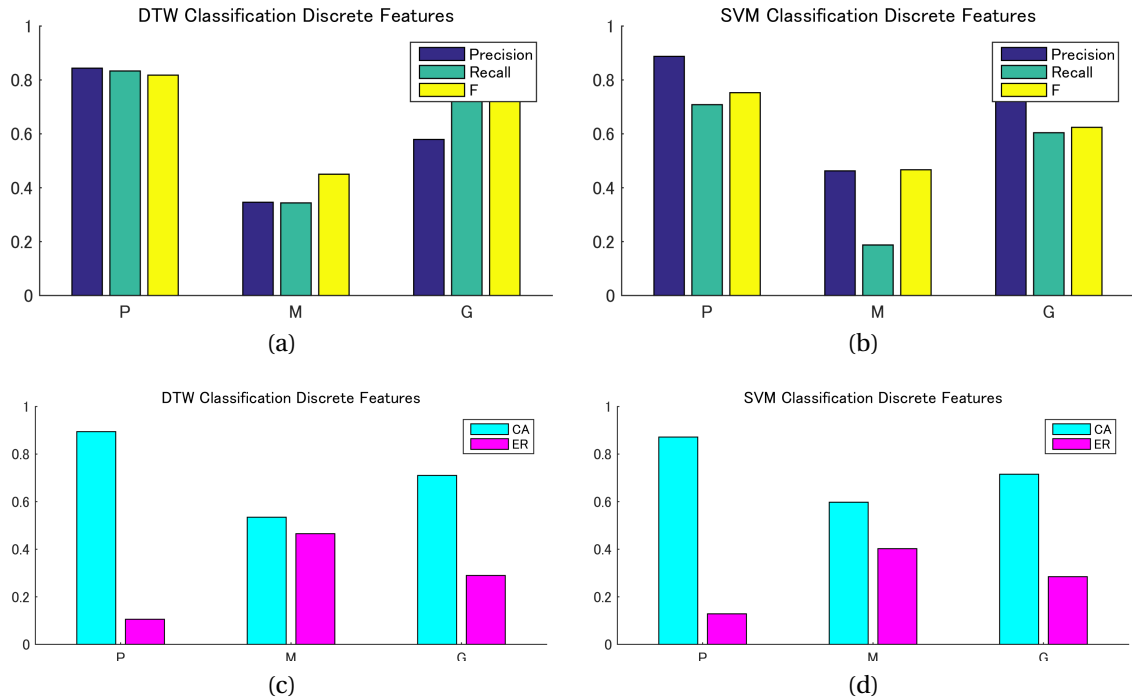 DTW Classification Discrete Features
1
0.8
0.6
0.4
0.2
0
Precision
Recall
F
P M G
(a)
SVM Classification Discrete Features
1
0.8
0.6
0.4
0.2
0
Precision
Recall
F
P M G
(b)
DTW Classification Discrete Features
1
0.8
0.6
0.4
0.2
0
CA
ER
P M G
(c)
SVM Classification Discrete Features
1
0.8
0.6
0.4
0.2
0
CA
ER
P M G
(d)